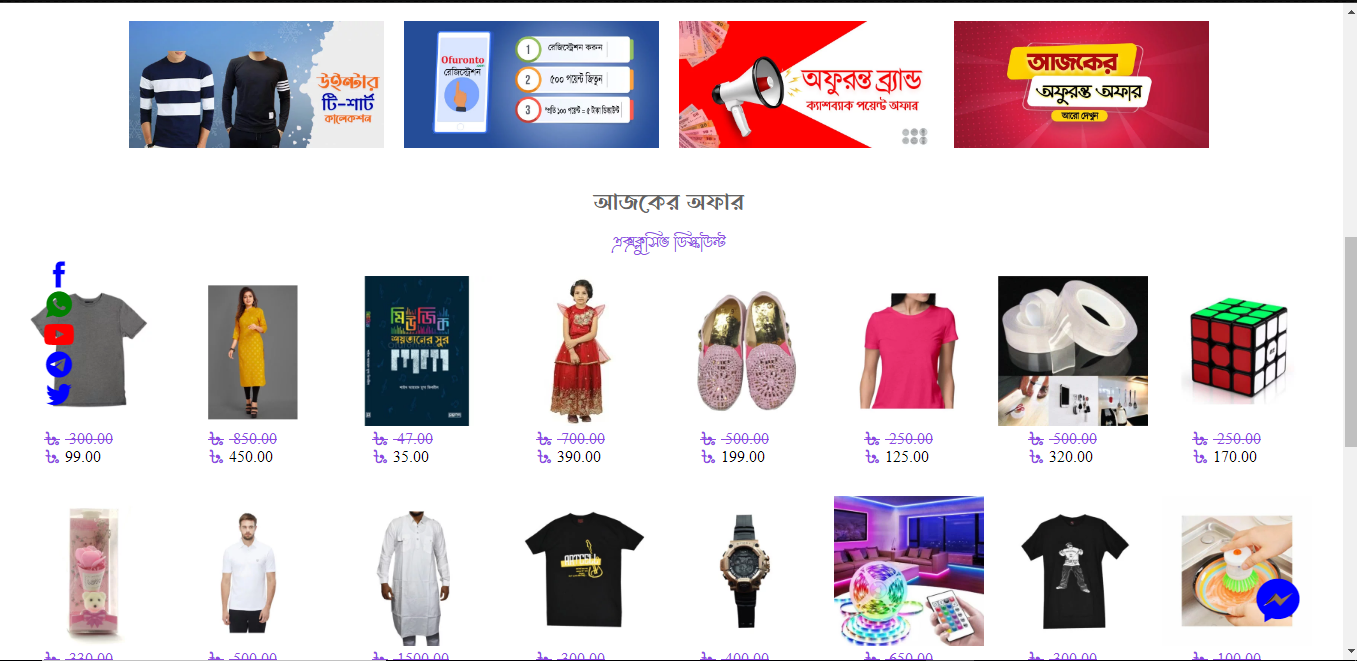 উইন্টার
টি-শার্ট
কালেকশন
Ofuronto
রেজিস্ট্রেশন
1 রেজিস্ট্রেশন করুন
2 ৫০০ পয়েন্ট জিতুন
3 *প্রতি ১০০ পয়েন্ট = ৫ টাকা ডিসকাউন্ট
অফুরন্ত ব্র্যান্ড
ক্যাশব্যাক পয়েন্ট অফার
আজকের
অফুরন্ত অফার
আরো দেখুন
আজকের অফার
এক্সক্লুসিভ ডিস্কাউন্ট
মিউজিক
শয়তানের সুর
৳ 300.00 ৳ 850.00 ৳ 47.00 ৳ 700.00 ৳ 500.00 ৳ 250.00 ৳ 500.00 ৳ 250.00
৳ 99.00 ৳ 450.00 ৳ 35.00 ৳ 390.00 ৳ 199.00 ৳ 125.00 ৳ 320.00 ৳ 170.00
৳ 330.00 ৳ 500.00 ৳ 1500.00 ৳ 300.00 ৳ 400.00 ৳ 650.00 ৳ 300.00 ৳ 100.00